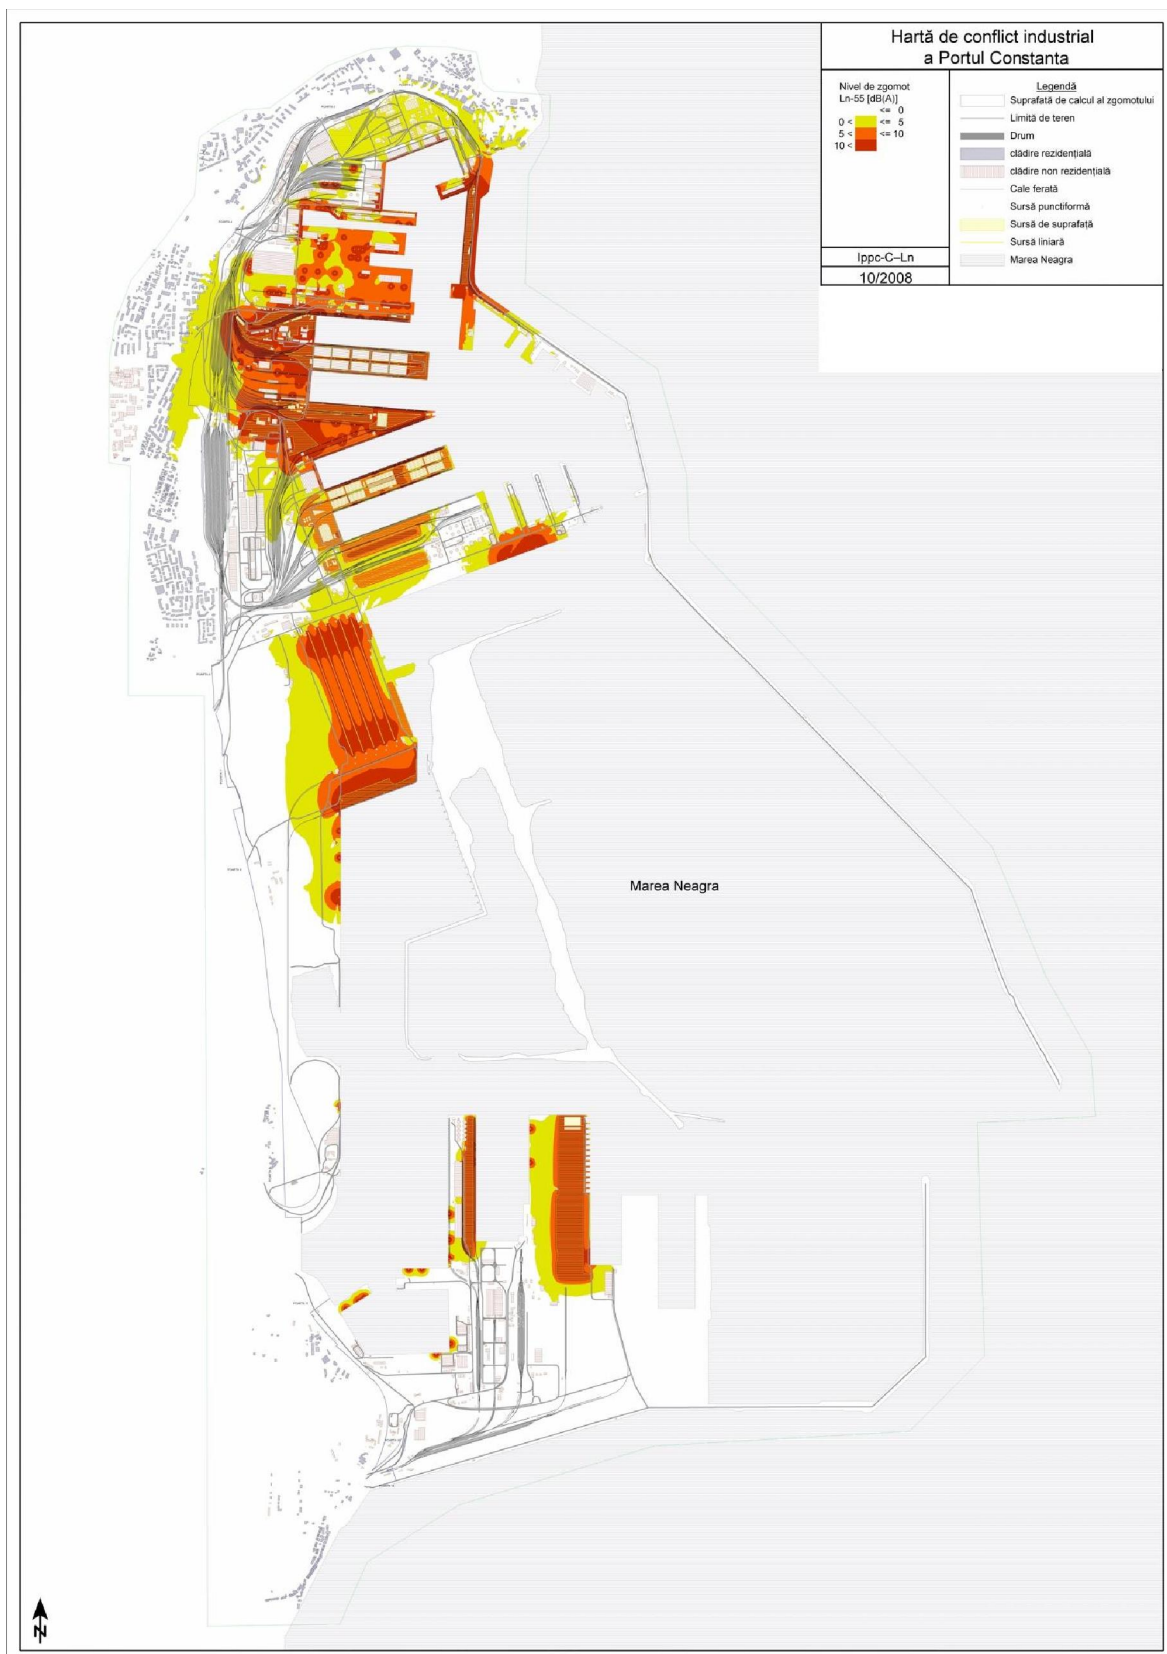 Hartă de conflict industrial
a Portul Constanta
Nivel de zgomot
Ln-55 [dB(A)]
<= 0
0 < <= 5
5 < <= 10
10 <
Legendă
Suprafată de calcul al zgomotului
Limită de teren
Drum
clădire rezidențială
clădire non rezidențială
Cale ferată
Sursă punctiformă
Sursă de suprafață
Sursă liniară
Marea Neagra
Ippc-C–Ln
10/2008
Marea Neagra
N